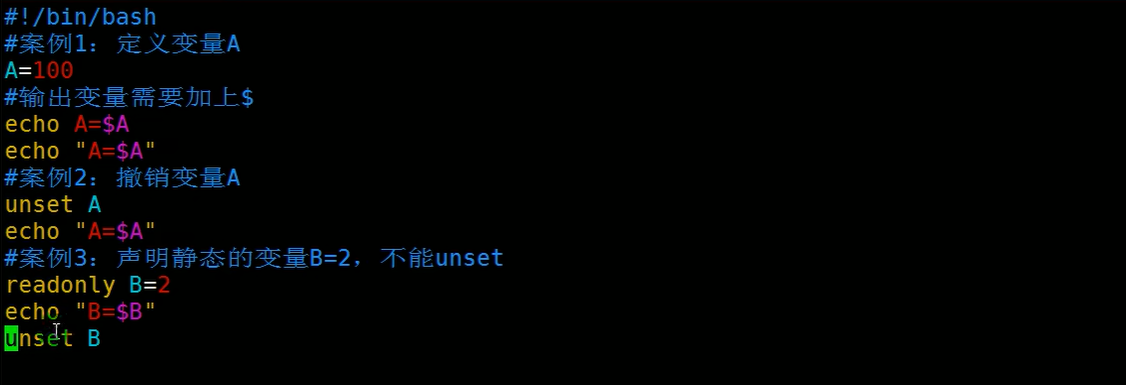 #!/bin/bash
#案例1：定义变量A
A=100
#输出变量需要加上$
echo A=$A
echo "A=$A"
#案例2：撤销变量A
unset A
echo "A=$A"
#案例3：声明静态的变量B=2，不能unset
readonly B=2
echo "B=$B"
unset B